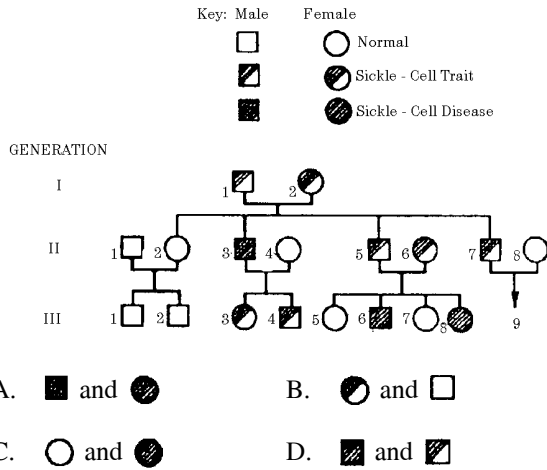 Key: Male Female
Normal
Sickle - Cell Trait
Sickle - Cell Disease
GENERATION
I 1 2
II 1 2 3 4 5 6 7 8
III 1 2 3 4 5 6 7 8 9
A. and B. and
C. and D. and